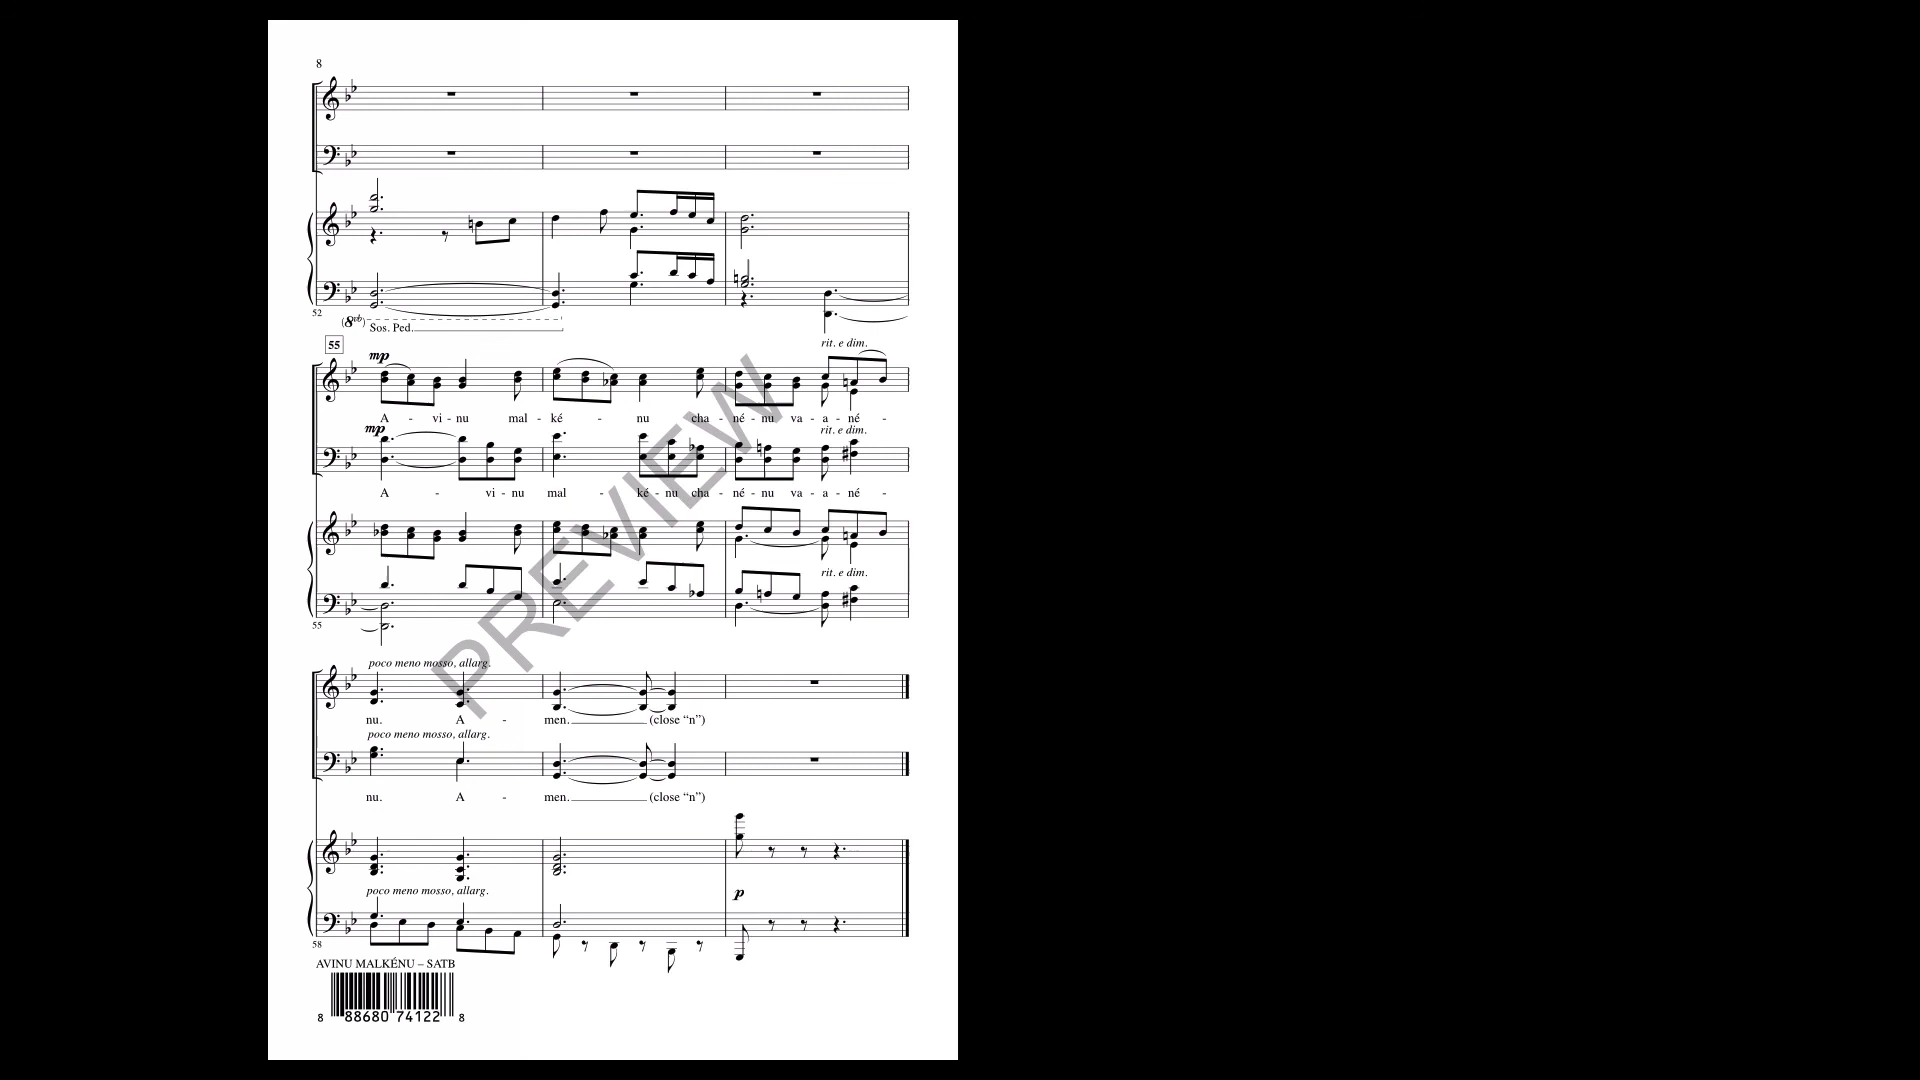 8
52
(8vb)
Sos. Ped.
rit. e dim.
55
mp
A - vi - nu mal - ké - nu cha - né - nu va - a - né -
mp
rit. e dim.
A - vi - nu mal - ké - nu cha - né - nu va - a - né -
rit. e dim.
55
PREVIEW
poco meno mosso, allarg.
nu. A - men. (close “n”)
poco meno mosso, allarg.
nu. A - men. (close “n”)
poco meno mosso, allarg.
p
58
AVINU MALKÉNU – SATB
8 88680 74122 8